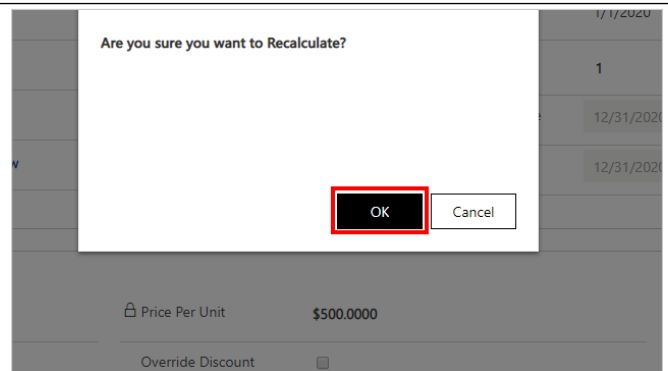 1/1/2020
Are you sure you want to Recalculate?
1
12/31/2020
12/31/2020
OK Cancel
Price Per Unit $500.0000
Override Discount